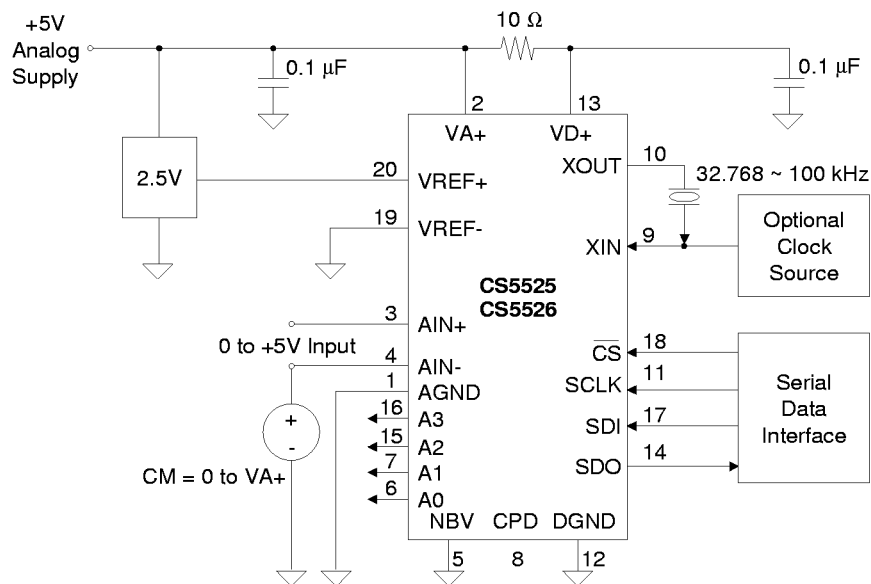 +5V
Analog
Supply
10 Ω
0.1 µF
0.1 µF
2
13
VA+
VD+
2.5V
20
VREF+
19
VREF-
XOUT
10
32.768 ~ 100 kHz
XIN
9
Optional
Clock
Source
CS5525
CS5526
3
AIN+
0 to +5V Input
4
AIN-
1
AGND
16
A3
15
A2
7
A1
6
A0
+
-
CM = 0 to VA+
CS
18
SCLK
11
SDI
17
SDO
14
Serial
Data
Interface
NBV
CPD
DGND
5
8
12